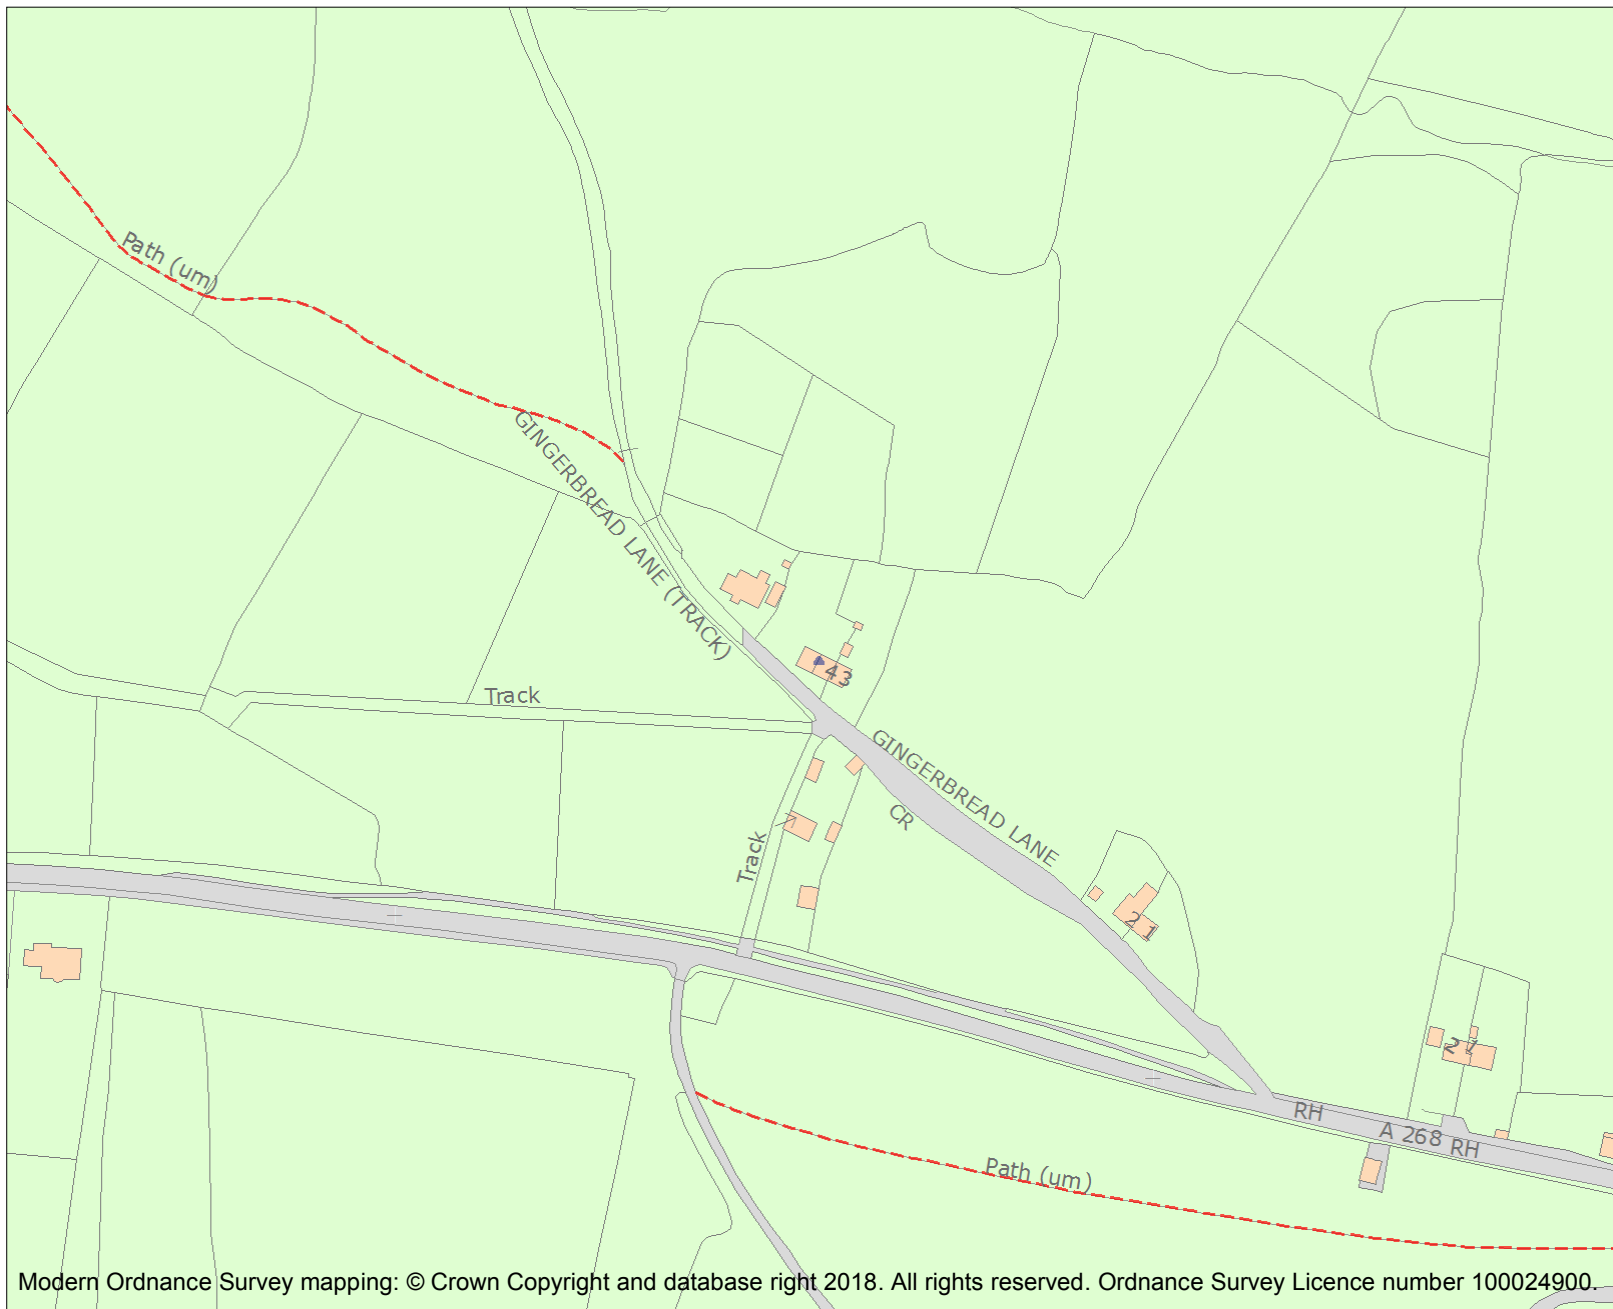 Path (um)
GINGERBREAD LANE (TRACK)
43
Track
GINGERBREAD LANE
CR
Track
21
27
RH
A 268 RH
Path (um)
Modern Ordnance Survey mapping: © Crown Copyright and database right 2018. All rights reserved. Ordnance Survey Licence number 100024900.